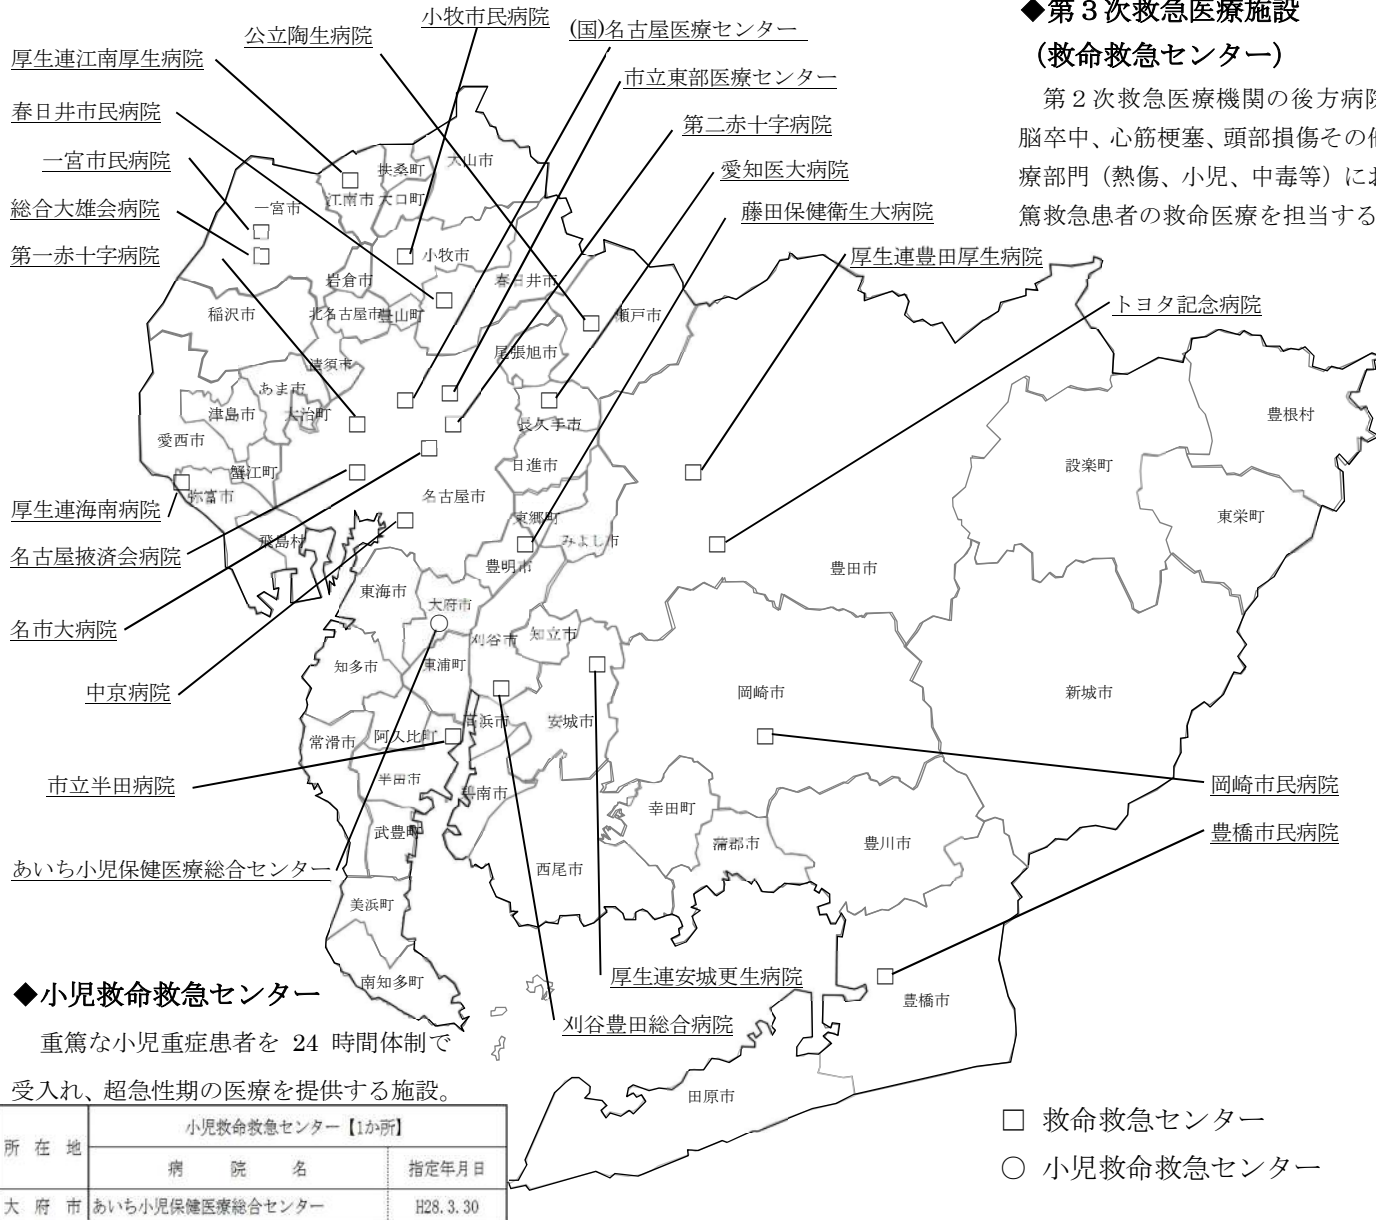 小牧市民病院
公立陶生病院
(国)名古屋医療センター
厚生連江南厚生病院
市立東部医療センター
春日井市民病院
第二赤十字病院
一宮市民病院
愛知医大病院
総合大雄会病院
藤田保健衛生大病院
第一赤十字病院
厚生連豊田厚生病院
トヨタ記念病院
◆第３次救急医療施設
（救命救急センター）
第２次救急医療機関の後方病院
脳卒中、心筋梗塞、頭部損傷その他
療部門（熱傷、小児、中毒等）にお
篤救急患者の救命医療を担当する
犬山市
扶桑町
江南市
大口町
一宮市
小牧市
岩倉市
春日井市
稲沢市
北名古屋市
豊山町
瀬戸市
尾張旭市
清須市
あま市
津島市
大治町
長久手市
愛西市
豊根村
日進市
設楽町
蟹江町
弥富市
名古屋市
東郷町
東栄町
飛島村
みよし市
豊明市
豊田市
東海市
大府市
刈谷市
知立市
知多市
東浦町
岡崎市
新城市
高浜市
安城市
常滑市
阿久比町
半田市
碧南市
幸田町
武豊町
蒲郡市
豊川市
西尾市
美浜町
南知多町
豊橋市
田原市
厚生連海南病院
名古屋掖済会病院
名市大病院
中京病院
市立半田病院
あいち小児保健医療総合センター
岡崎市民病院
豊橋市民病院
厚生連安城更生病院
刈谷豊田総合病院
◆小児救命救急センター
重篤な小児重症患者を 24 時間体制で
受入れ、超急性期の医療を提供する施設。
所 在 地
小児救命救急センター【1か所】
病 院 名
指定年月日
大 府 市
あいち小児保健医療総合センター
H28.3.30
□ 救命救急センター
○ 小児救命救急センター